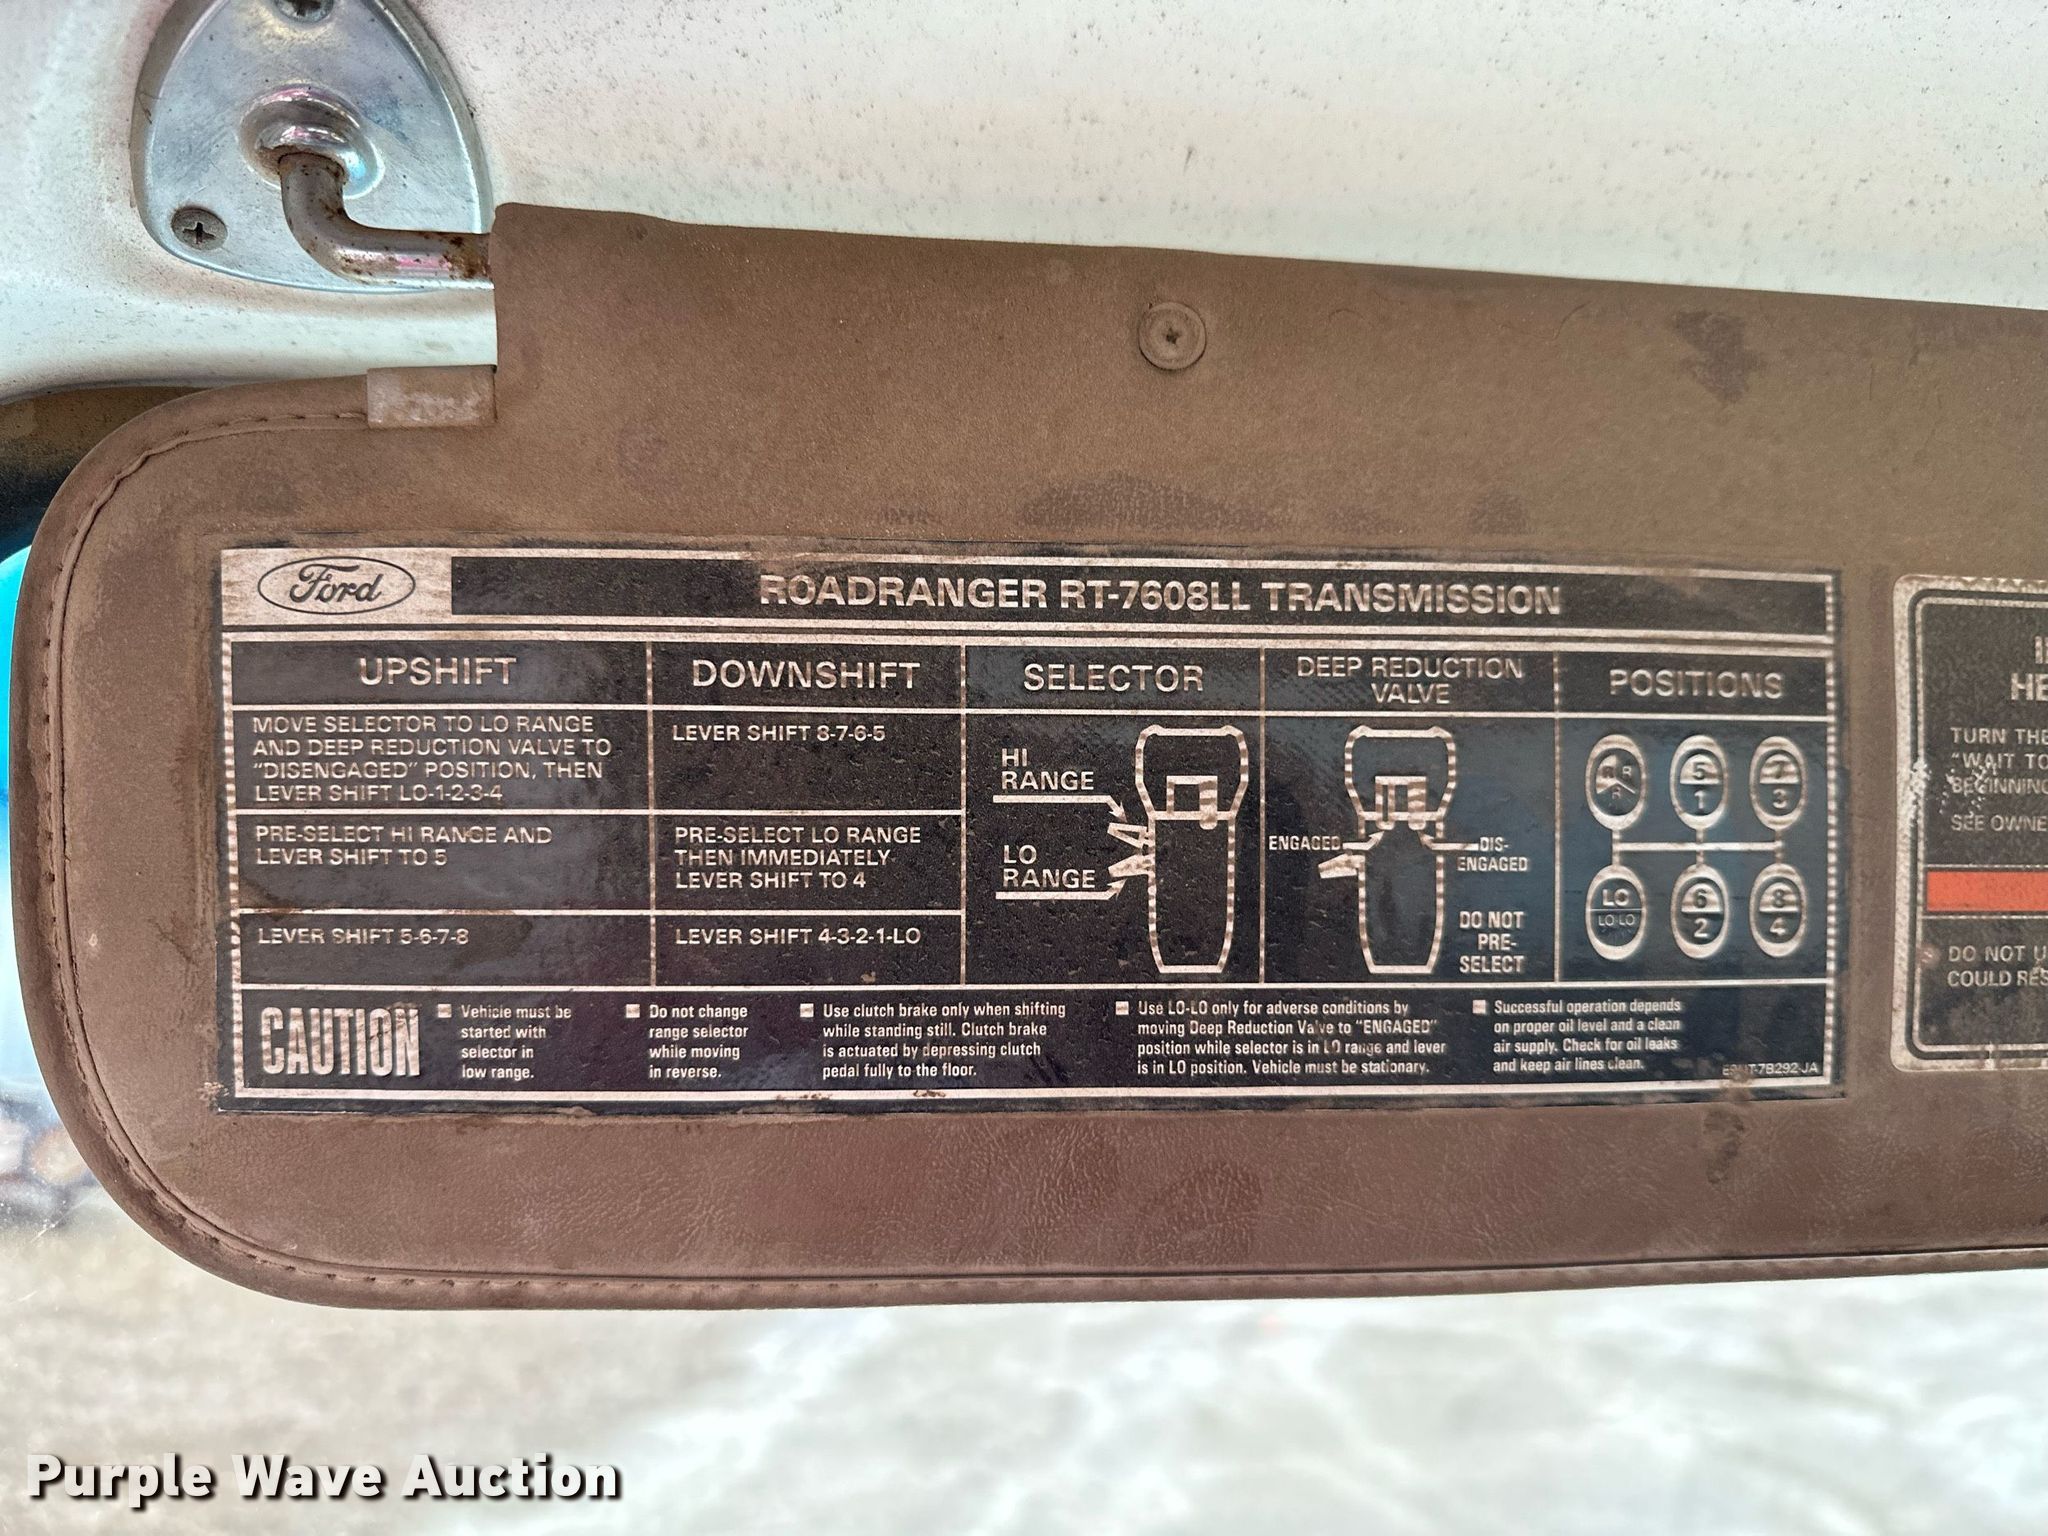 Ford
ROADRANGER RT-7608LL TRANSMISSION
UPSHIFT
MOVE SELECTOR TO LO RANGE
AND DEEP REDUCTION VALVE TO
"DISENGAGED" POSITION, THEN
LEVER SHIFT LO-1-2-3-4
PRE-SELECT HI RANGE AND
LEVER SHIFT TO 5
LEVER SHIFT 5-6-7-8
DOWNSHIFT
LEVER SHIFT 8-7-6-5
PRE-SELECT LO RANGE
THEN IMMEDIATELY
LEVER SHIFT TO 4
LEVER SHIFT 4-3-2-1-LO
SELECTOR
HI
RANGE
LO
RANGE
DEEP REDUCTION
VALVE
ENGAGED
DIS-
ENGAGED
DO NOT
PRE-
SELECT
POSITIONS
R R 5 7
R 1 3
LO 6 8
LO-LO 2 4
CAUTION
Vehicle must be
started with
selector in
low range.
Do not change
range selector
while moving
in reverse.
Use clutch brake only when shifting
while standing still. Clutch brake
is actuated by depressing clutch
pedal fully to the floor.
Use LO-LO only for adverse conditions by
moving Deep Reduction Valve to "ENGAGED"
position while selector is in LO range and lever
is in LO position. Vehicle must be stationary.
Successful operation depends
on proper oil level and a clean
air supply. Check for oil leaks
and keep air lines clean.
HE
TURN THE
"WAIT TO
BEGINNING
SEE OWNE
DO NOT U
COULD RES
Purple Wave Auction